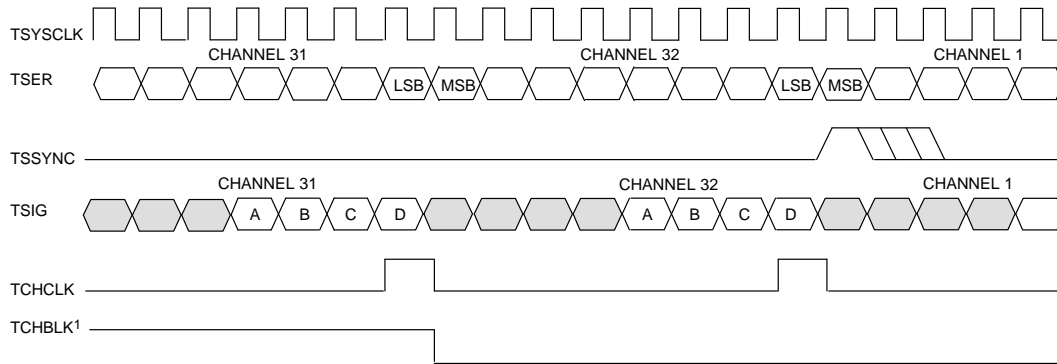 TSYSCLK
CHANNEL 31 CHANNEL 32 CHANNEL 1
TSER LSB MSB LSB MSB
TSSYNC
CHANNEL 31 CHANNEL 32 CHANNEL 1
TSIG A B C D A B C D
TCHCLK
TCHBLK1